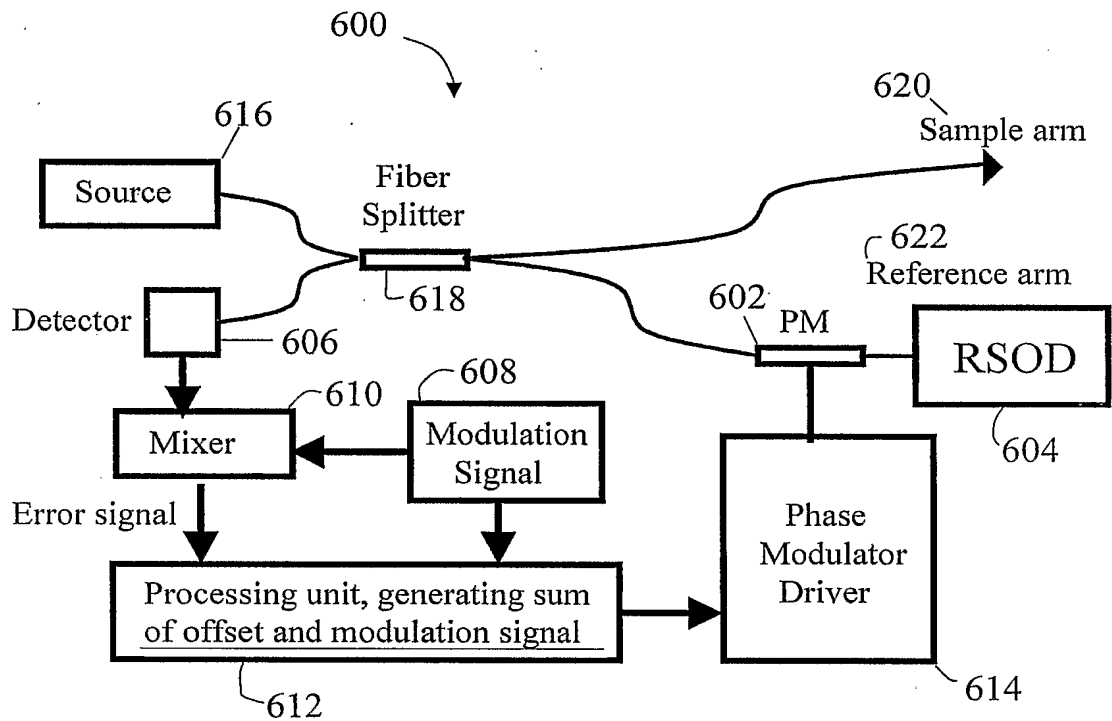 600
620
Sample arm
616
Source
Fiber
Splitter
618
622
Reference arm
602
PM
RSOD
604
Detector
606
610
608
Mixer
Modulation
Signal
Error signal
Phase
Modulator
Driver
Processing unit, generating sum
of offset and modulation signal
612
614